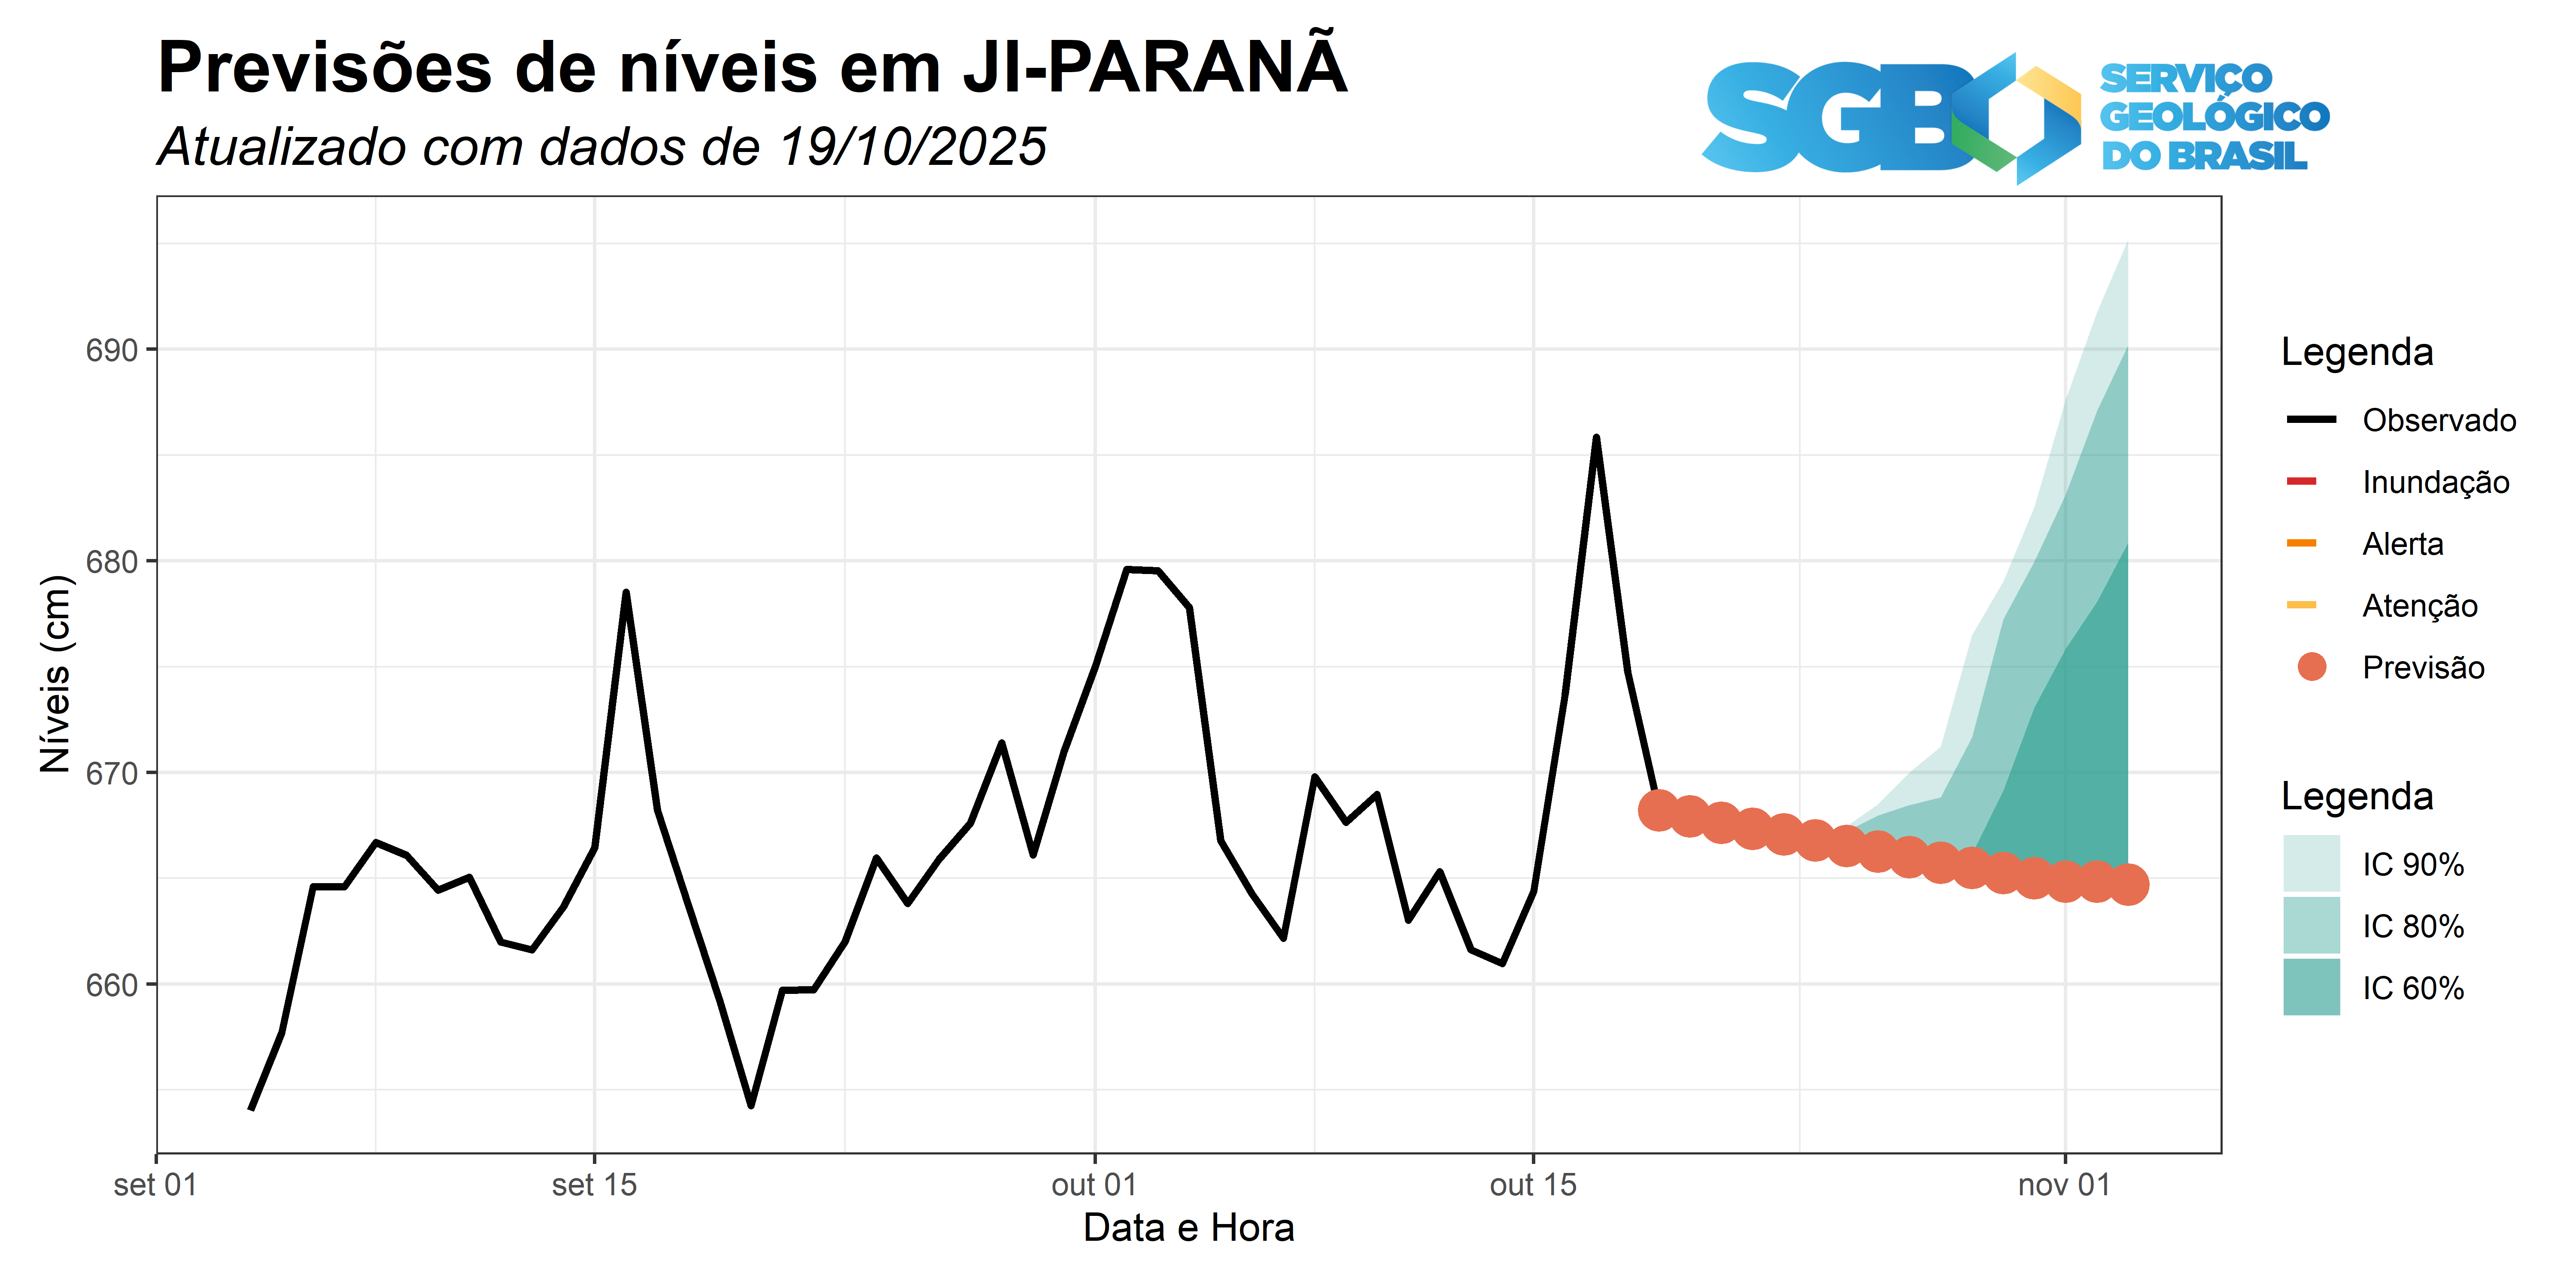 Previsões de níveis em JI-PARANÃ
Atualizado com dados de 19/10/2025
SGB
SERVIÇO
GEOLÓGICO
DO BRASIL
Níveis (cm)
690
680
670
660
set 01
set 15
out 01
out 15
nov 01
Data e Hora
Legenda
Observado
Inundação
Alerta
Atenção
Previsão
Legenda
IC 90%
IC 80%
IC 60%